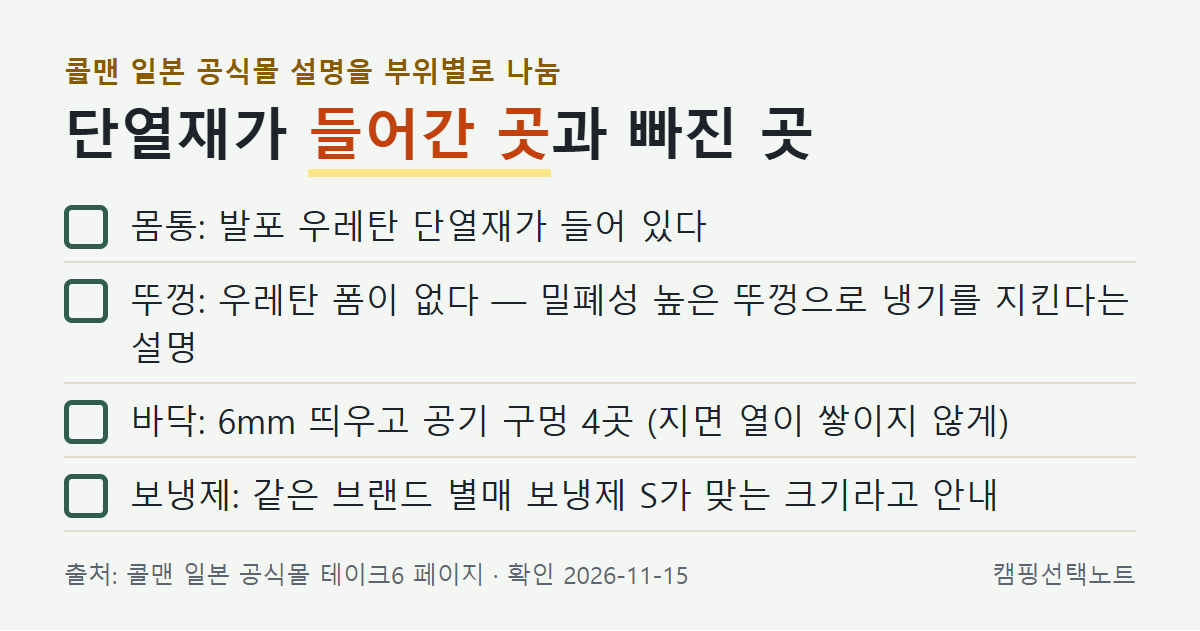 콜맨 일본 공식몰 설명을 부위별로 나눔
단열재가 들어간 곳과 빠진 곳
몸통: 발포 우레탄 단열재가 들어 있다
뚜껑: 우레탄 폼이 없다 — 밀폐성 높은 뚜껑으로 냉기를 지킨다는
설명
바닥: 6mm 띄우고 공기 구멍 4곳 (지면 열이 쌓이지 않게)
보냉제: 같은 브랜드 별매 보냉제 S가 맞는 크기라고 안내
출처: 콜맨 일본 공식몰 테이크6 페이지 · 확인 2026-11-15
캠핑선택노트